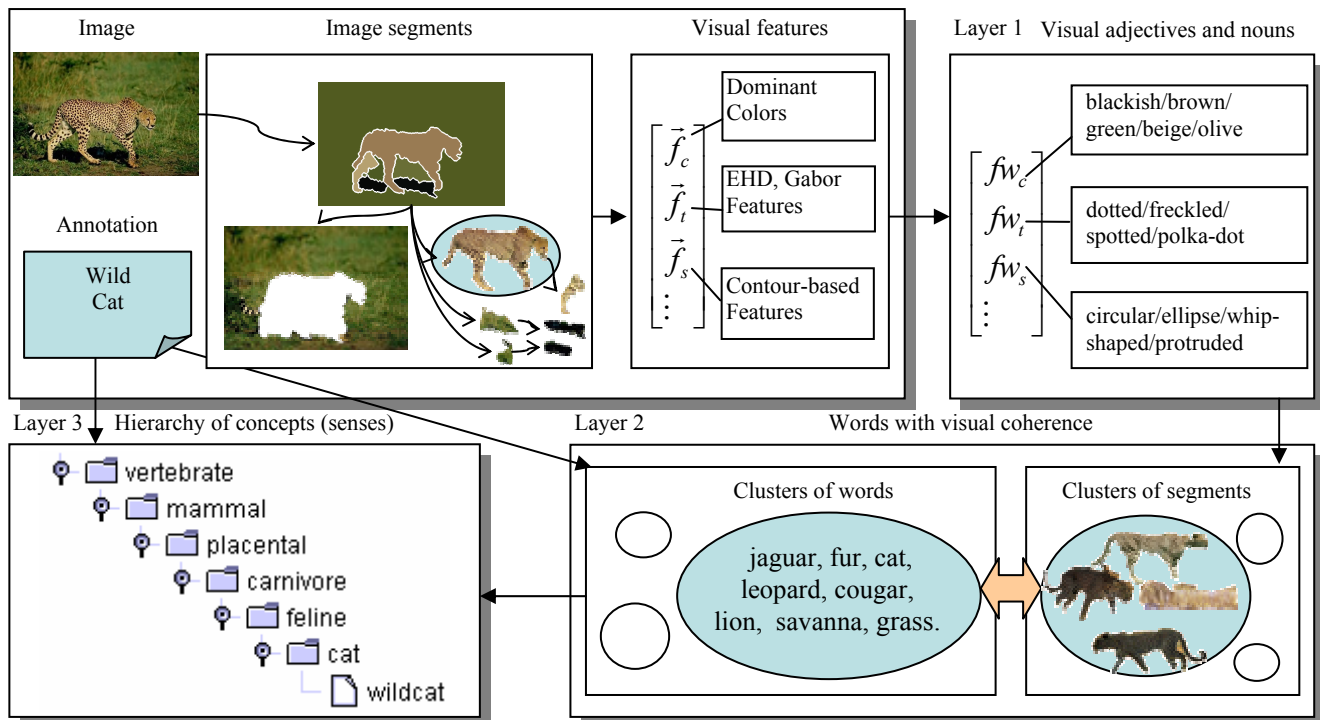 Image
Image segments
Visual features
Layer 1 Visual adjectives and nouns
Annotation
Wild
Cat
f⃗c
f⃗t
f⃗s
⋮
Dominant
Colors
EHD, Gabor
Features
Contour-based
Features
fwc
fwt
fws
⋮
blackish/brown/
green/beige/olive
dotted/freckled/
spotted/polka-dot
circular/ellipse/whip-
shaped/protruded
Layer 3 Hierarchy of concepts (senses)
vertebrate
mammal
placental
carnivore
feline
cat
wildcat
Layer 2 Words with visual coherence
Clusters of words
jaguar, fur, cat,
leopard, cougar,
lion, savanna, grass.
Clusters of segments